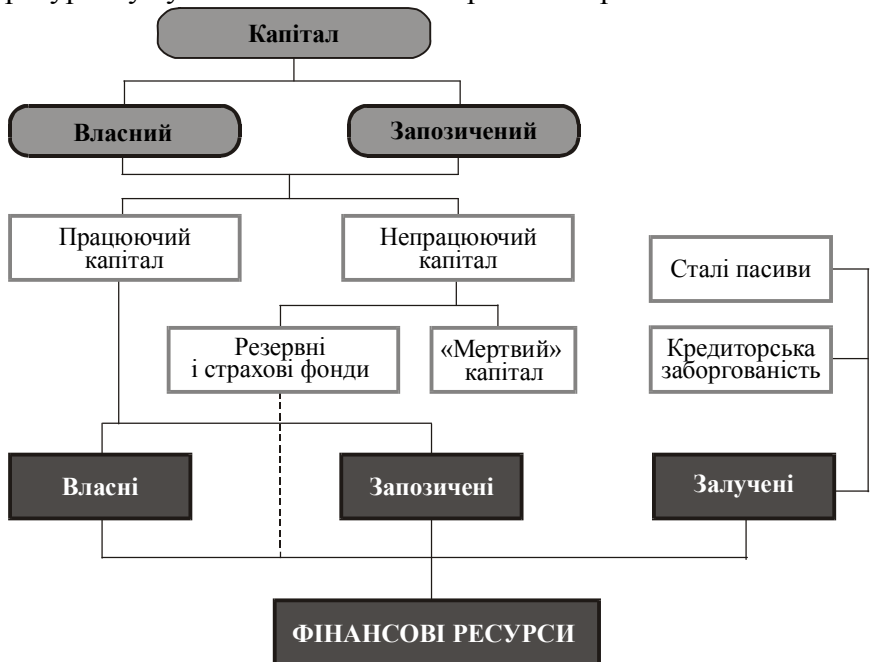 Капітал
Власний
Запозичений
Працюючий
капітал
Непрацюючий
капітал
Сталі пасиви
Резервні
і страхові фонди
«Мертвий»
капітал
Кредиторська
заборгованість
Власні
Запозичені
Залучені
ФІНАНСОВІ РЕСУРСИ